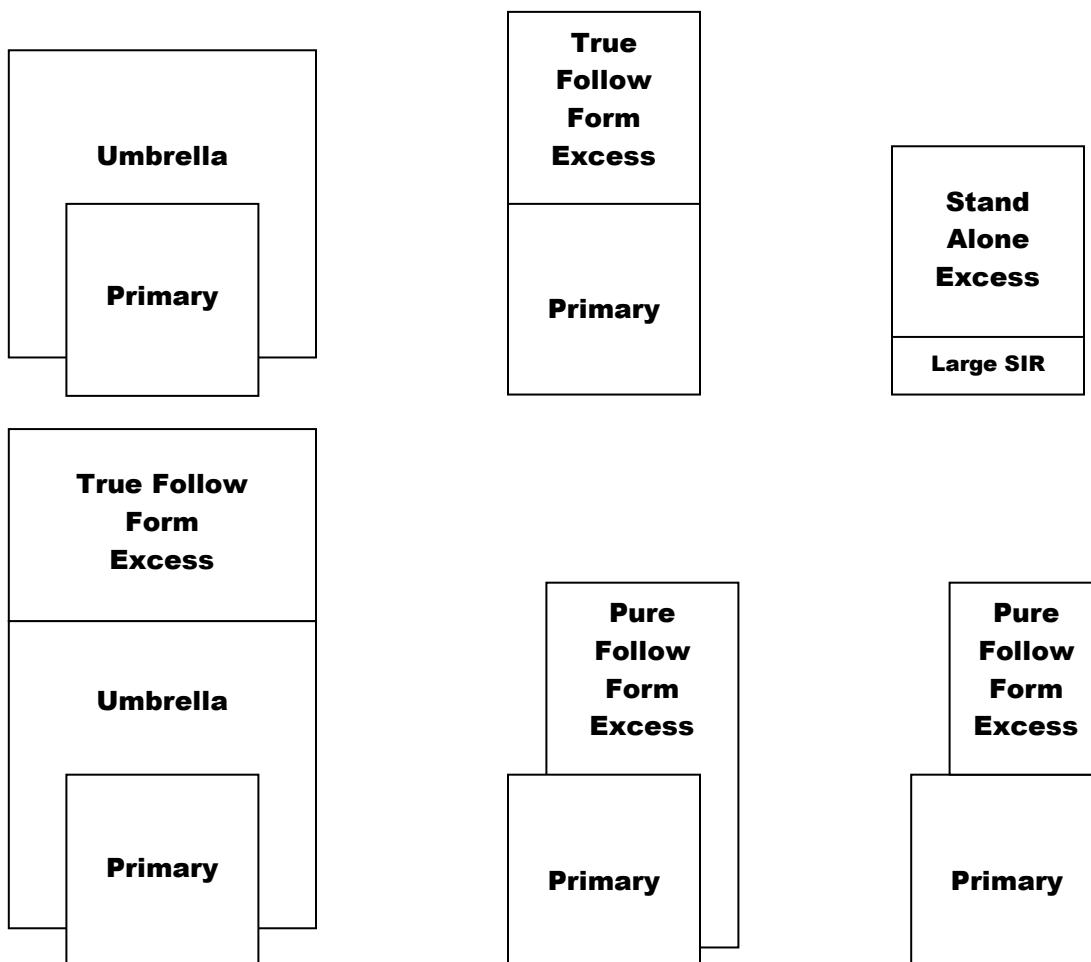 Umbrella
Primary
True
Follow
Form
Excess
Primary
Stand
Alone
Excess
Large SIR
True Follow
Form
Excess
Umbrella
Primary
Pure
Follow
Form
Excess
Primary
Pure
Follow
Form
Excess
Primary